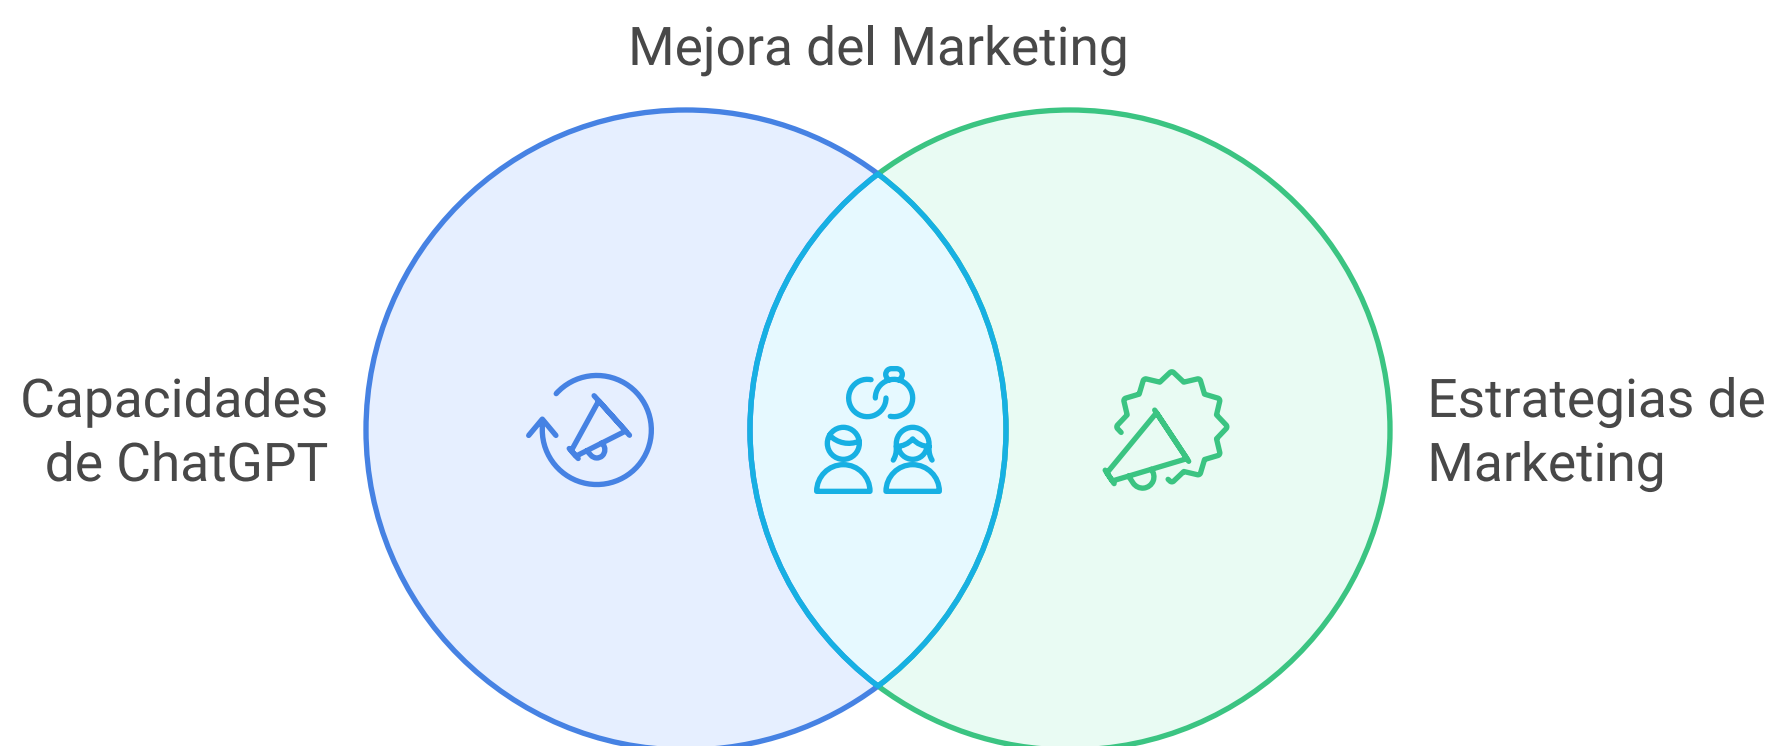 Mejora del Marketing
Capacidades
de ChatGPT
Estrategias de
Marketing